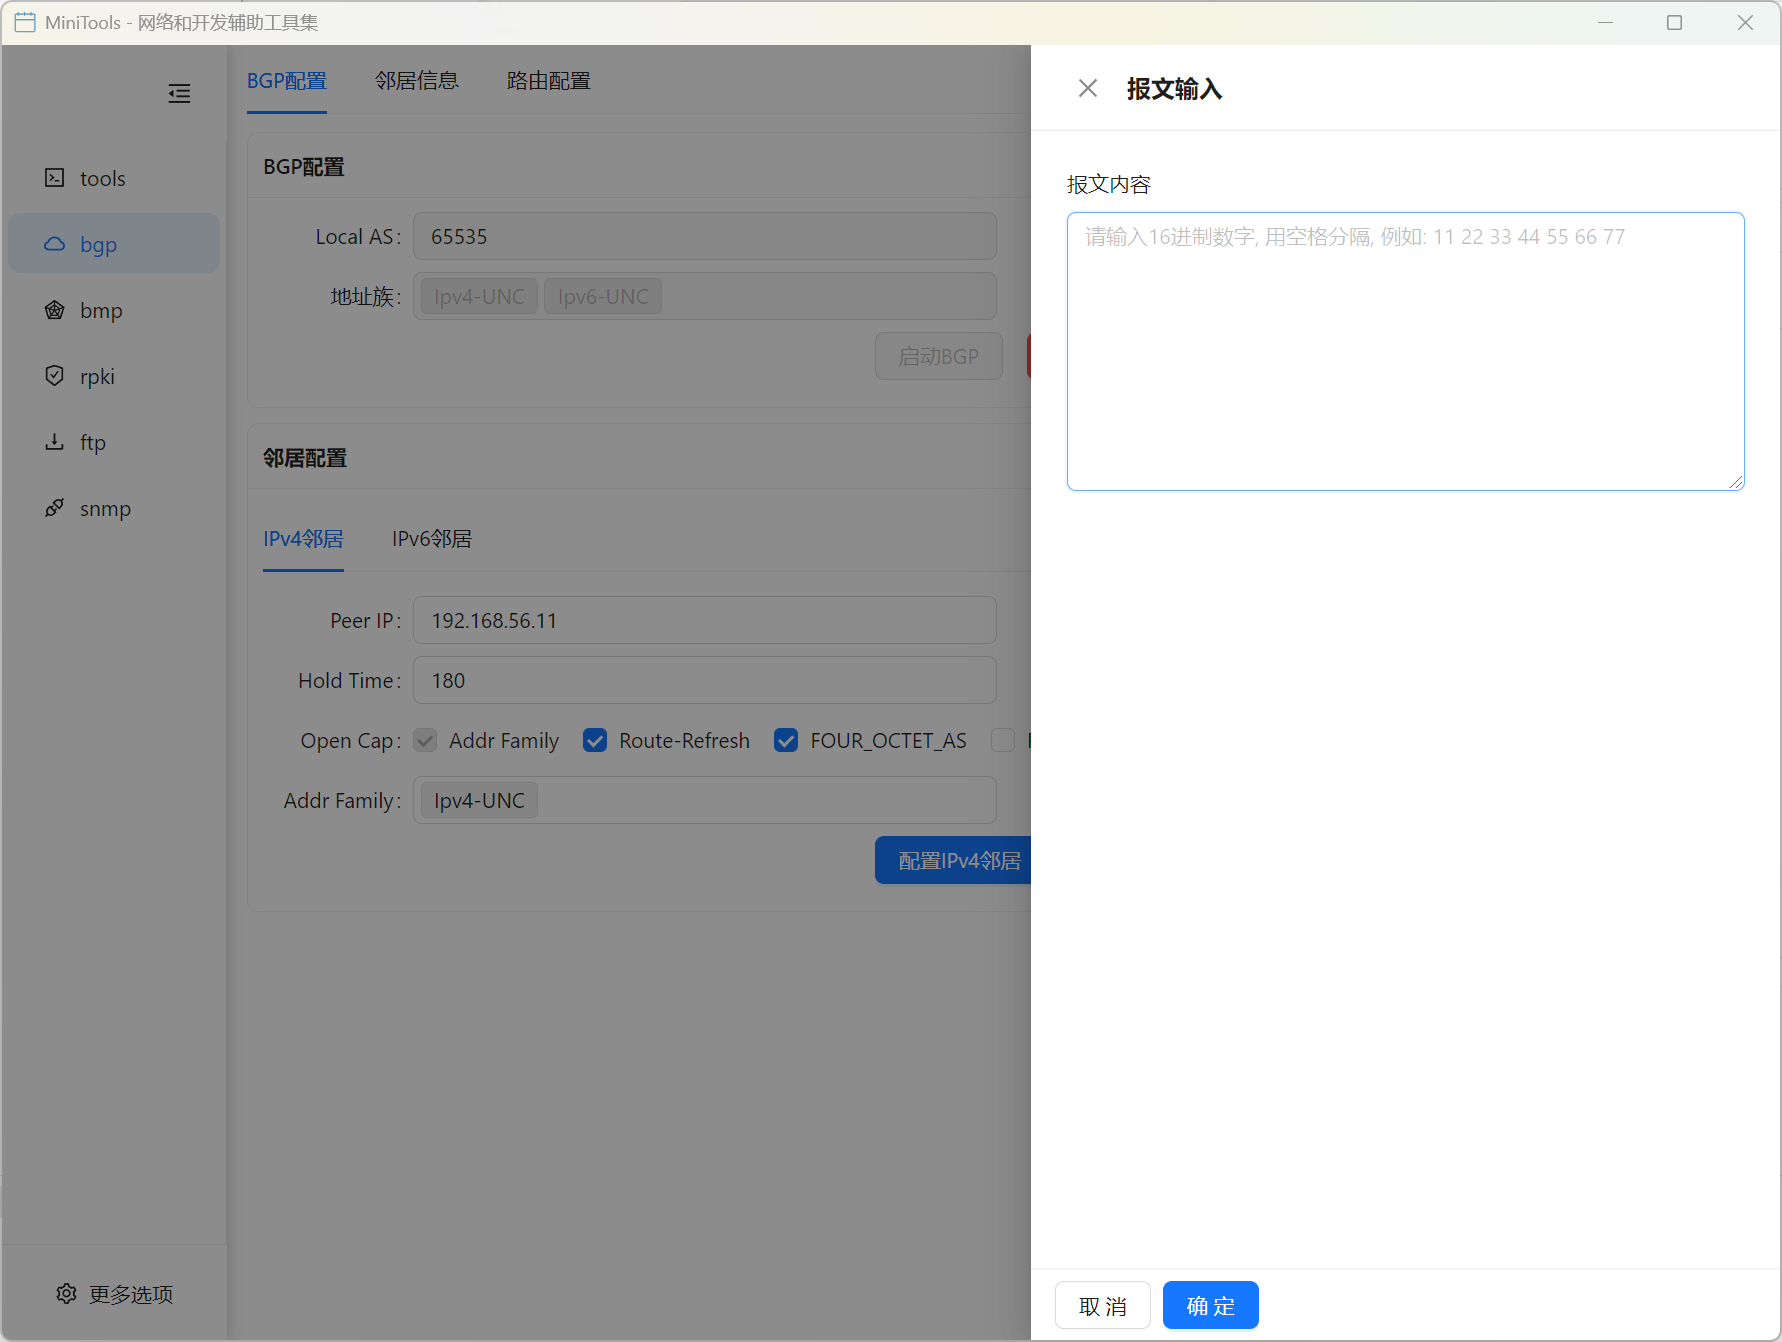 MiniTools - 网络和开发辅助工具集
tools
bgp
bmp
rpki
ftp
snmp
更多选项
BGP配置 邻居信息 路由配置
BGP配置
Local AS: 65535
地址族: Ipv4-UNC Ipv6-UNC
启动BGP
邻居配置
IPv4邻居 IPv6邻居
Peer IP: 192.168.56.11
Hold Time: 180
Open Cap: Addr Family Route-Refresh FOUR_OCTET_AS
Addr Family: Ipv4-UNC
配置IPv4邻居
报文输入
报文内容
请输入16进制数字, 用空格分隔, 例如: 11 22 33 44 55 66 77
取 消 确 定